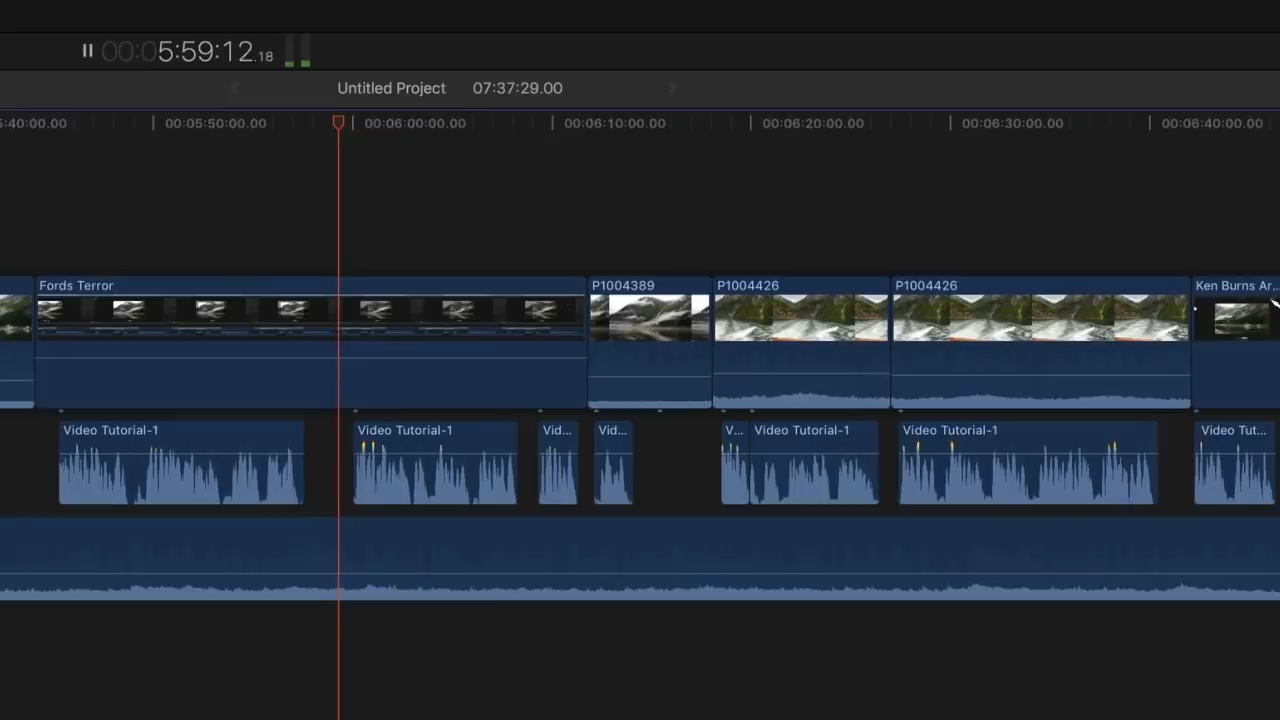 00:05:59:12.18
Untitled Project 07:37:29.00
5:40:00.00 00:05:50:00.00 00:06:00:00.00 00:06:10:00.00 00:06:20:00.00 00:06:30:00.00 00:06:40:00.00
Fords Terror P1004389 P1004426 P1004426 Ken Burns Ar...
Video Tutorial-1 Video Tutorial-1 Vid... Vid... V... Video Tutorial-1 Video Tutorial-1 Video Tut...